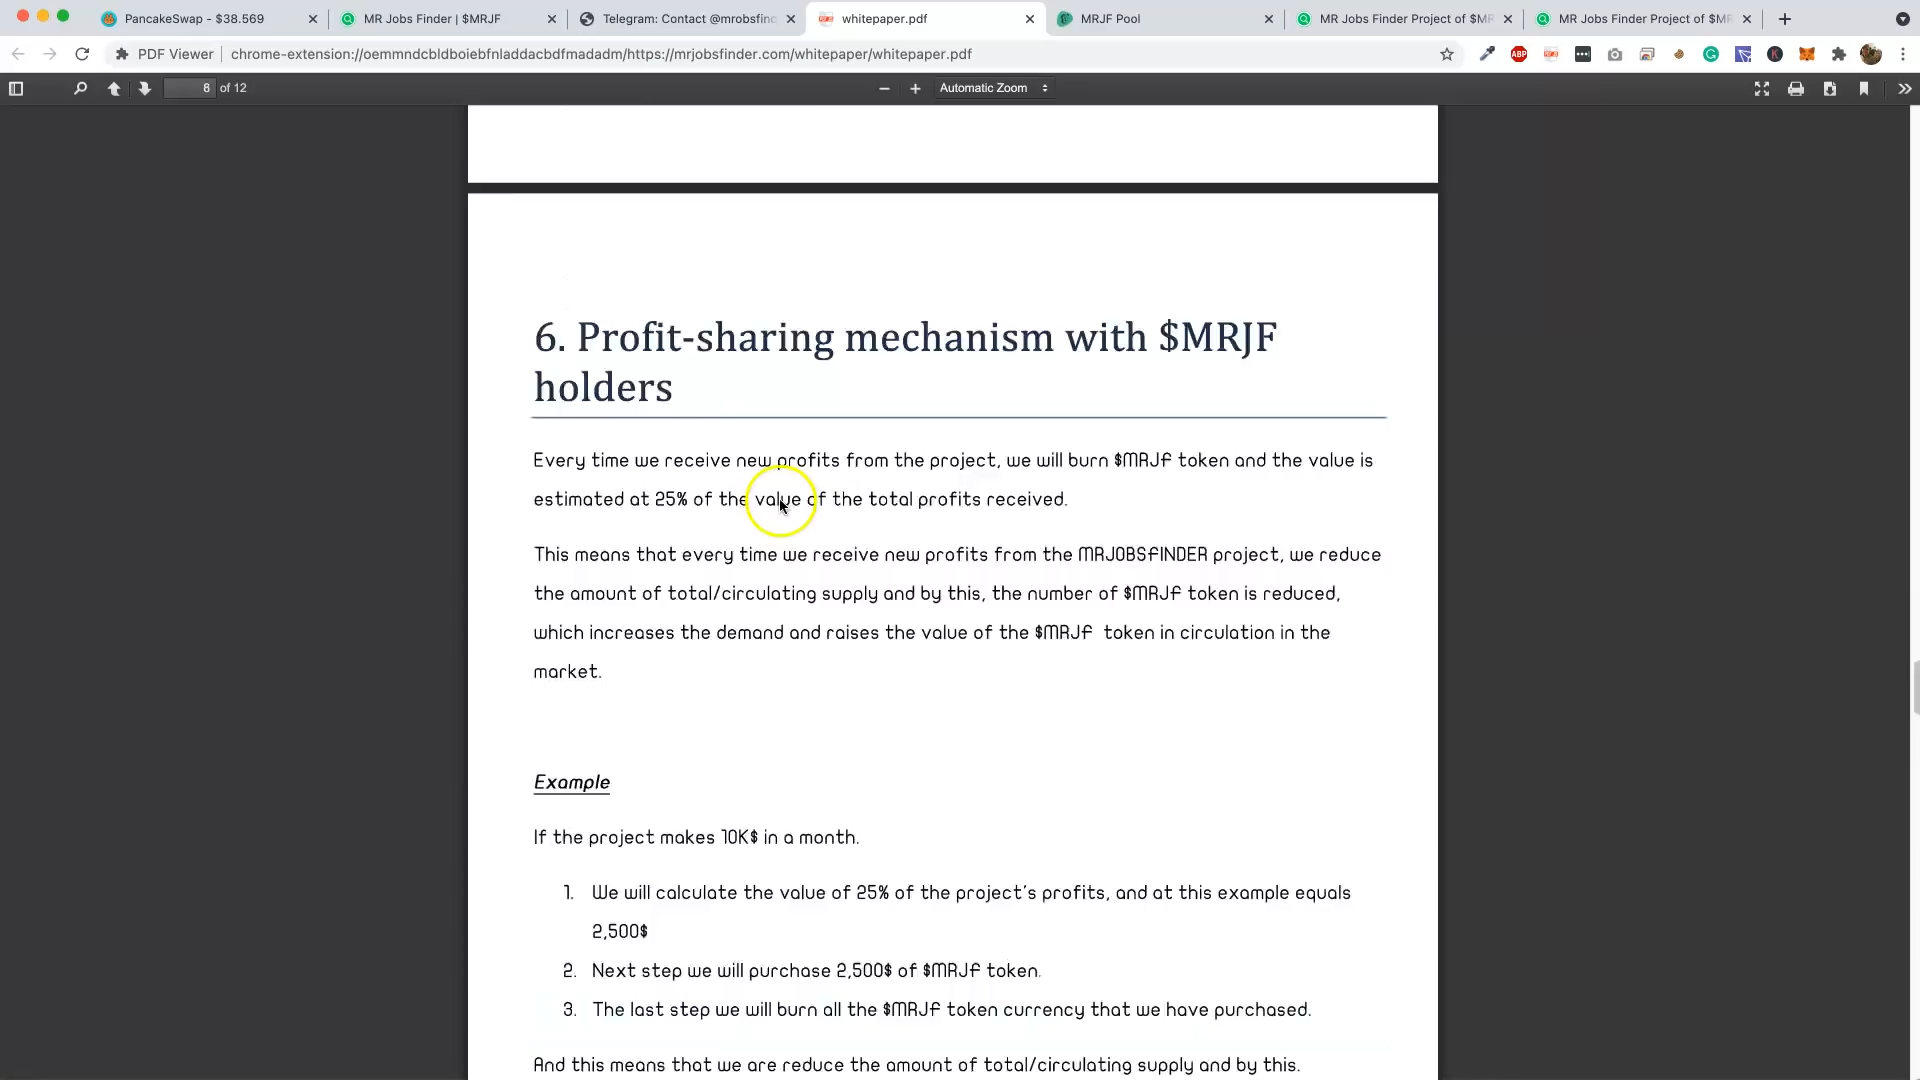 PancakeSwap - $38.569
MR Jobs Finder | $MRJF
Telegram: Contact @mrobsfin
whitepaper.pdf
MRJF Pool
MR Jobs Finder Project of $MR
MR Jobs Finder Project of $MR
PDF Viewer
chrome-extension://oemmndcbldboiebfnladdacbdfmadadm/https://mrjobsfinder.com/whitepaper/whitepaper.pdf
ABP
8 of 12
Automatic Zoom
6. Profit-sharing mechanism with $MRJF
holders
Every time we receive new profits from the project, we will burn $MRJF token and the value is
estimated at 25% of the value of the total profits received.
This means that every time we receive new profits from the MRJOBSFINDER project, we reduce
the amount of total/circulating supply and by this, the number of $MRJF token is reduced,
which increases the demand and raises the value of the $MRJF token in circulation in the
market.
Example
If the project makes 10K$ in a month.
1. We will calculate the value of 25% of the project's profits, and at this example equals
2,500$
2. Next step we will purchase 2,500$ of $MRJF token.
3. The last step we will burn all the $MRJF token currency that we have purchased.
And this means that we are reduce the amount of total/circulating supply and by this.